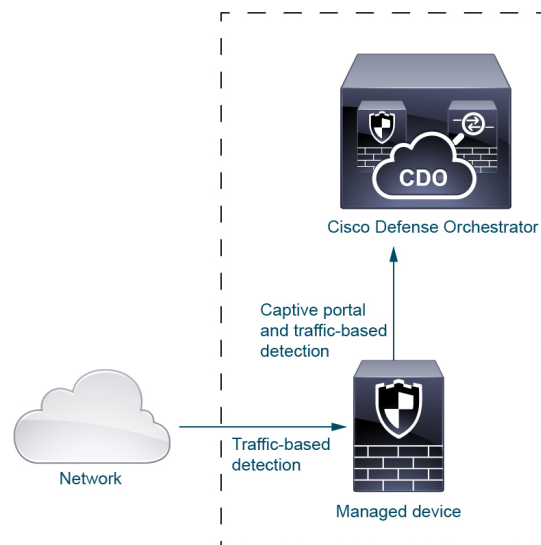 CDO
Cisco Defense Orchestrator
Captive portal
and traffic-based
detection
Traffic-based
detection
Network
Managed device